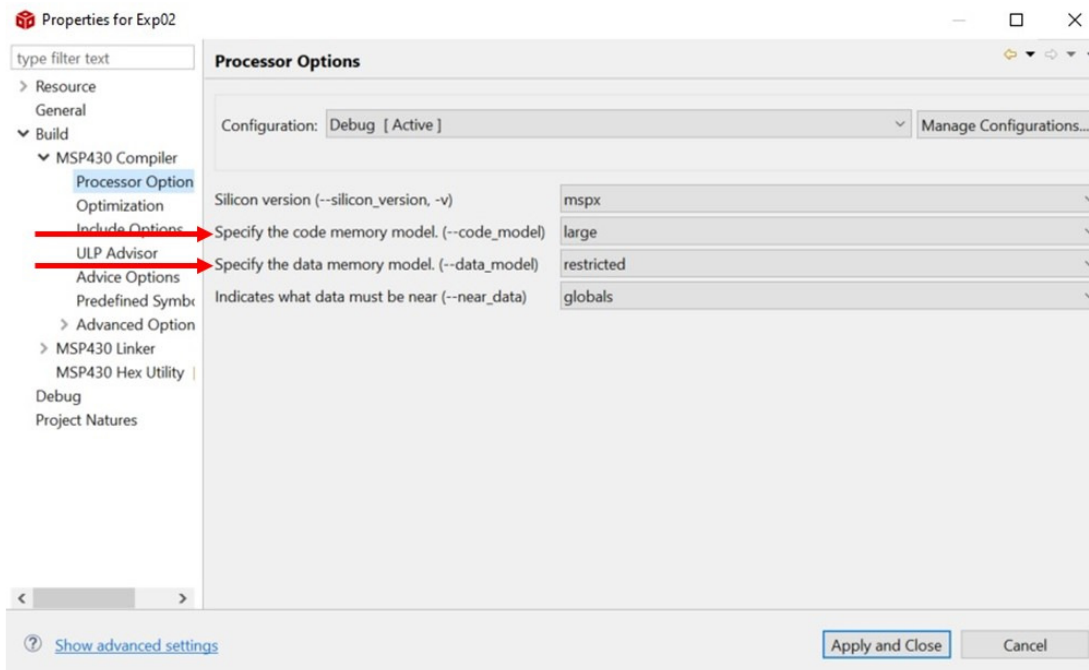 Properties for Exp02
type filter text
Resource
General
Build
MSP430 Compiler
Processor Option
Optimization
Include Options
ULP Advisor
Advice Options
Predefined Symbo
Advanced Option
MSP430 Linker
MSP430 Hex Utility
Debug
Project Natures
Processor Options
Configuration: Debug [ Active ] Manage Configurations...
Silicon version (--silicon_version, -v) mspx
Specify the code memory model. (--code_model) large
Specify the data memory model. (--data_model) restricted
Indicates what data must be near (--near_data) globals
Show advanced settings
Apply and Close Cancel